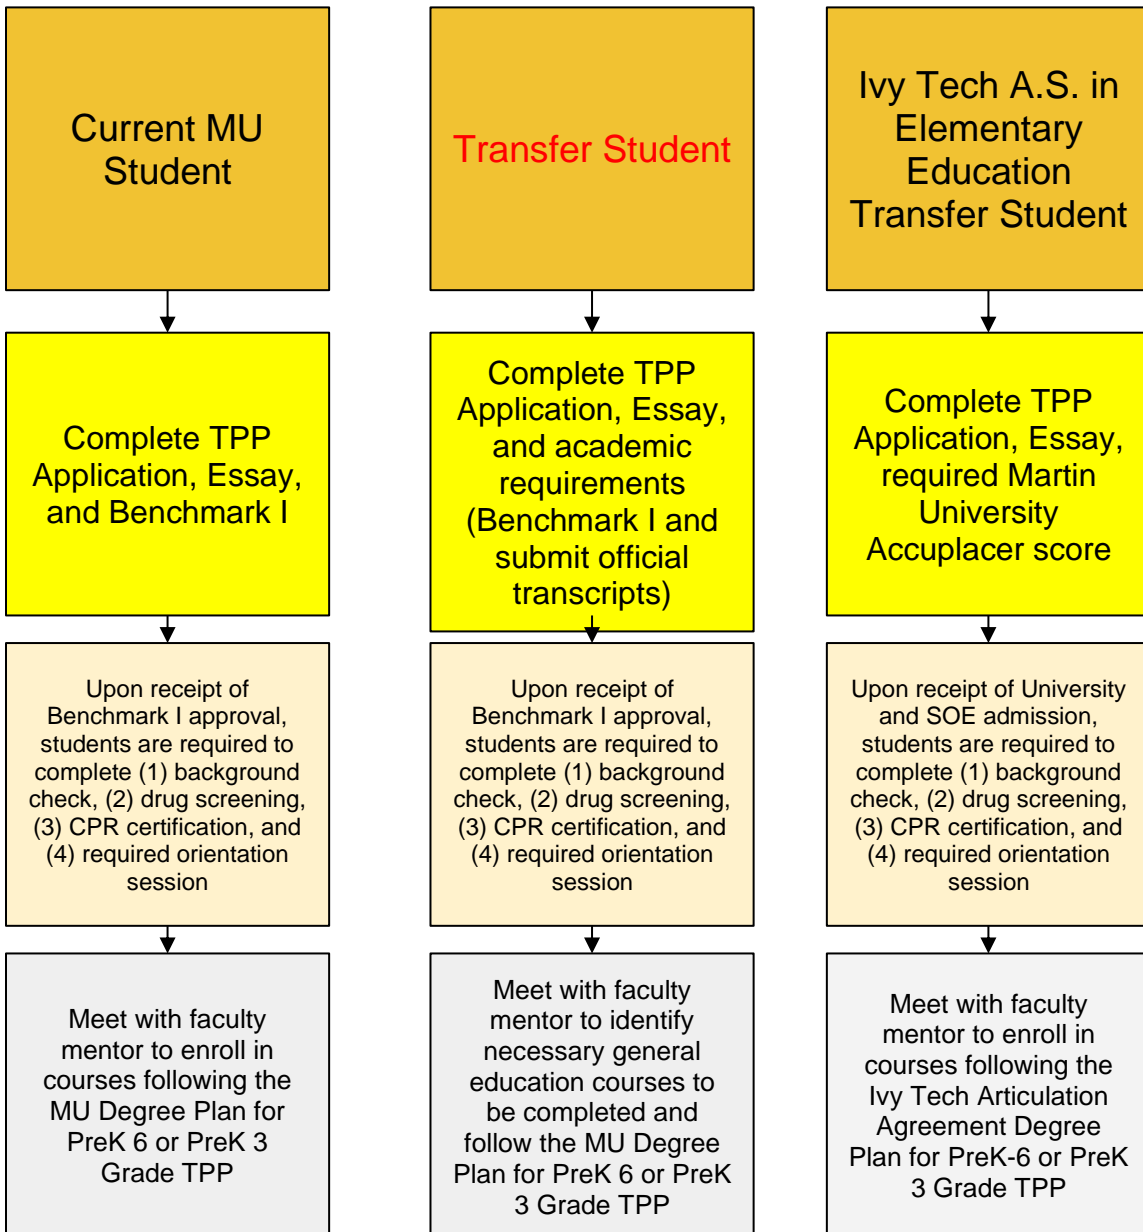 Current MU
Student
Complete TPP
Application, Essay,
and Benchmark I
Upon receipt of
Benchmark I approval,
students are required to
complete (1) background
check, (2) drug screening,
(3) CPR certification, and
(4) required orientation
session
Meet with faculty
mentor to enroll in
courses following the
MU Degree Plan for
PreK 6 or PreK 3
Grade TPP
Transfer Student
Complete TPP
Application, Essay,
and academic
requirements
(Benchmark I and
submit official
transcripts)
Upon receipt of
Benchmark I approval,
students are required to
complete (1) background
check, (2) drug screening,
(3) CPR certification, and
(4) required orientation
session
Meet with faculty
mentor to identify
necessary general
education courses to
be completed and
follow the MU Degree
Plan for PreK 6 or PreK
3 Grade TPP
Ivy Tech A.S. in
Elementary
Education
Transfer Student
Complete TPP
Application, Essay,
required Martin
University
Accuplacer score
Upon receipt of University
and SOE admission,
students are required to
complete (1) background
check, (2) drug screening,
(3) CPR certification, and
(4) required orientation
session
Meet with faculty
mentor to enroll in
courses following the
Ivy Tech Articulation
Agreement Degree
Plan for PreK-6 or PreK
3 Grade TPP